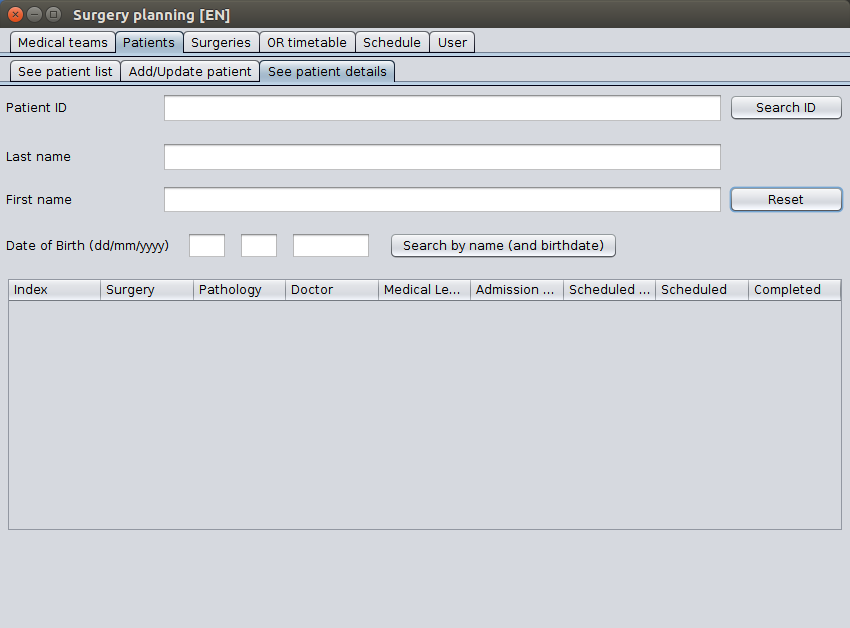 Surgery planning [EN]
Medical teams Patients Surgeries OR timetable Schedule User
See patient list Add/Update patient See patient details
Patient ID Search ID
Last name
First name Reset
Date of Birth (dd/mm/yyyy) Search by name (and birthdate)
Index Surgery Pathology Doctor Medical Le... Admission ... Scheduled ... Scheduled Completed